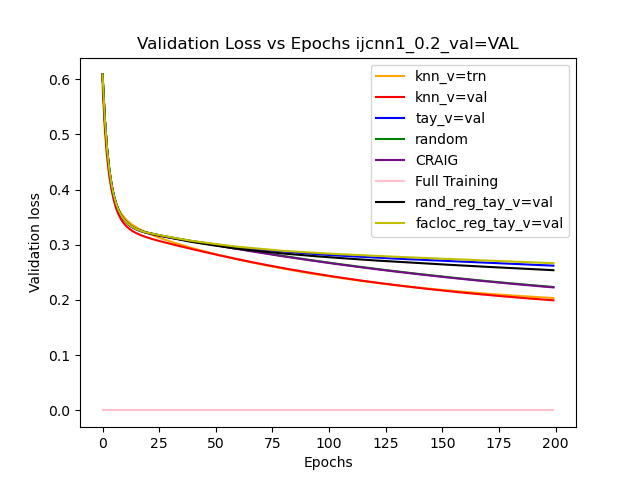 Validation Loss vs Epochs ijcnn1_0.2_val=VAL
knn_v=trn
knn_v=val
tay_v=val
random
CRAIG
Full Training
rand_reg_tay_v=val
facloc_reg_tay_v=val
Validation loss
0.6
0.5
0.4
0.3
0.2
0.1
0.0
0 25 50 75 100 125 150 175 200
Epochs